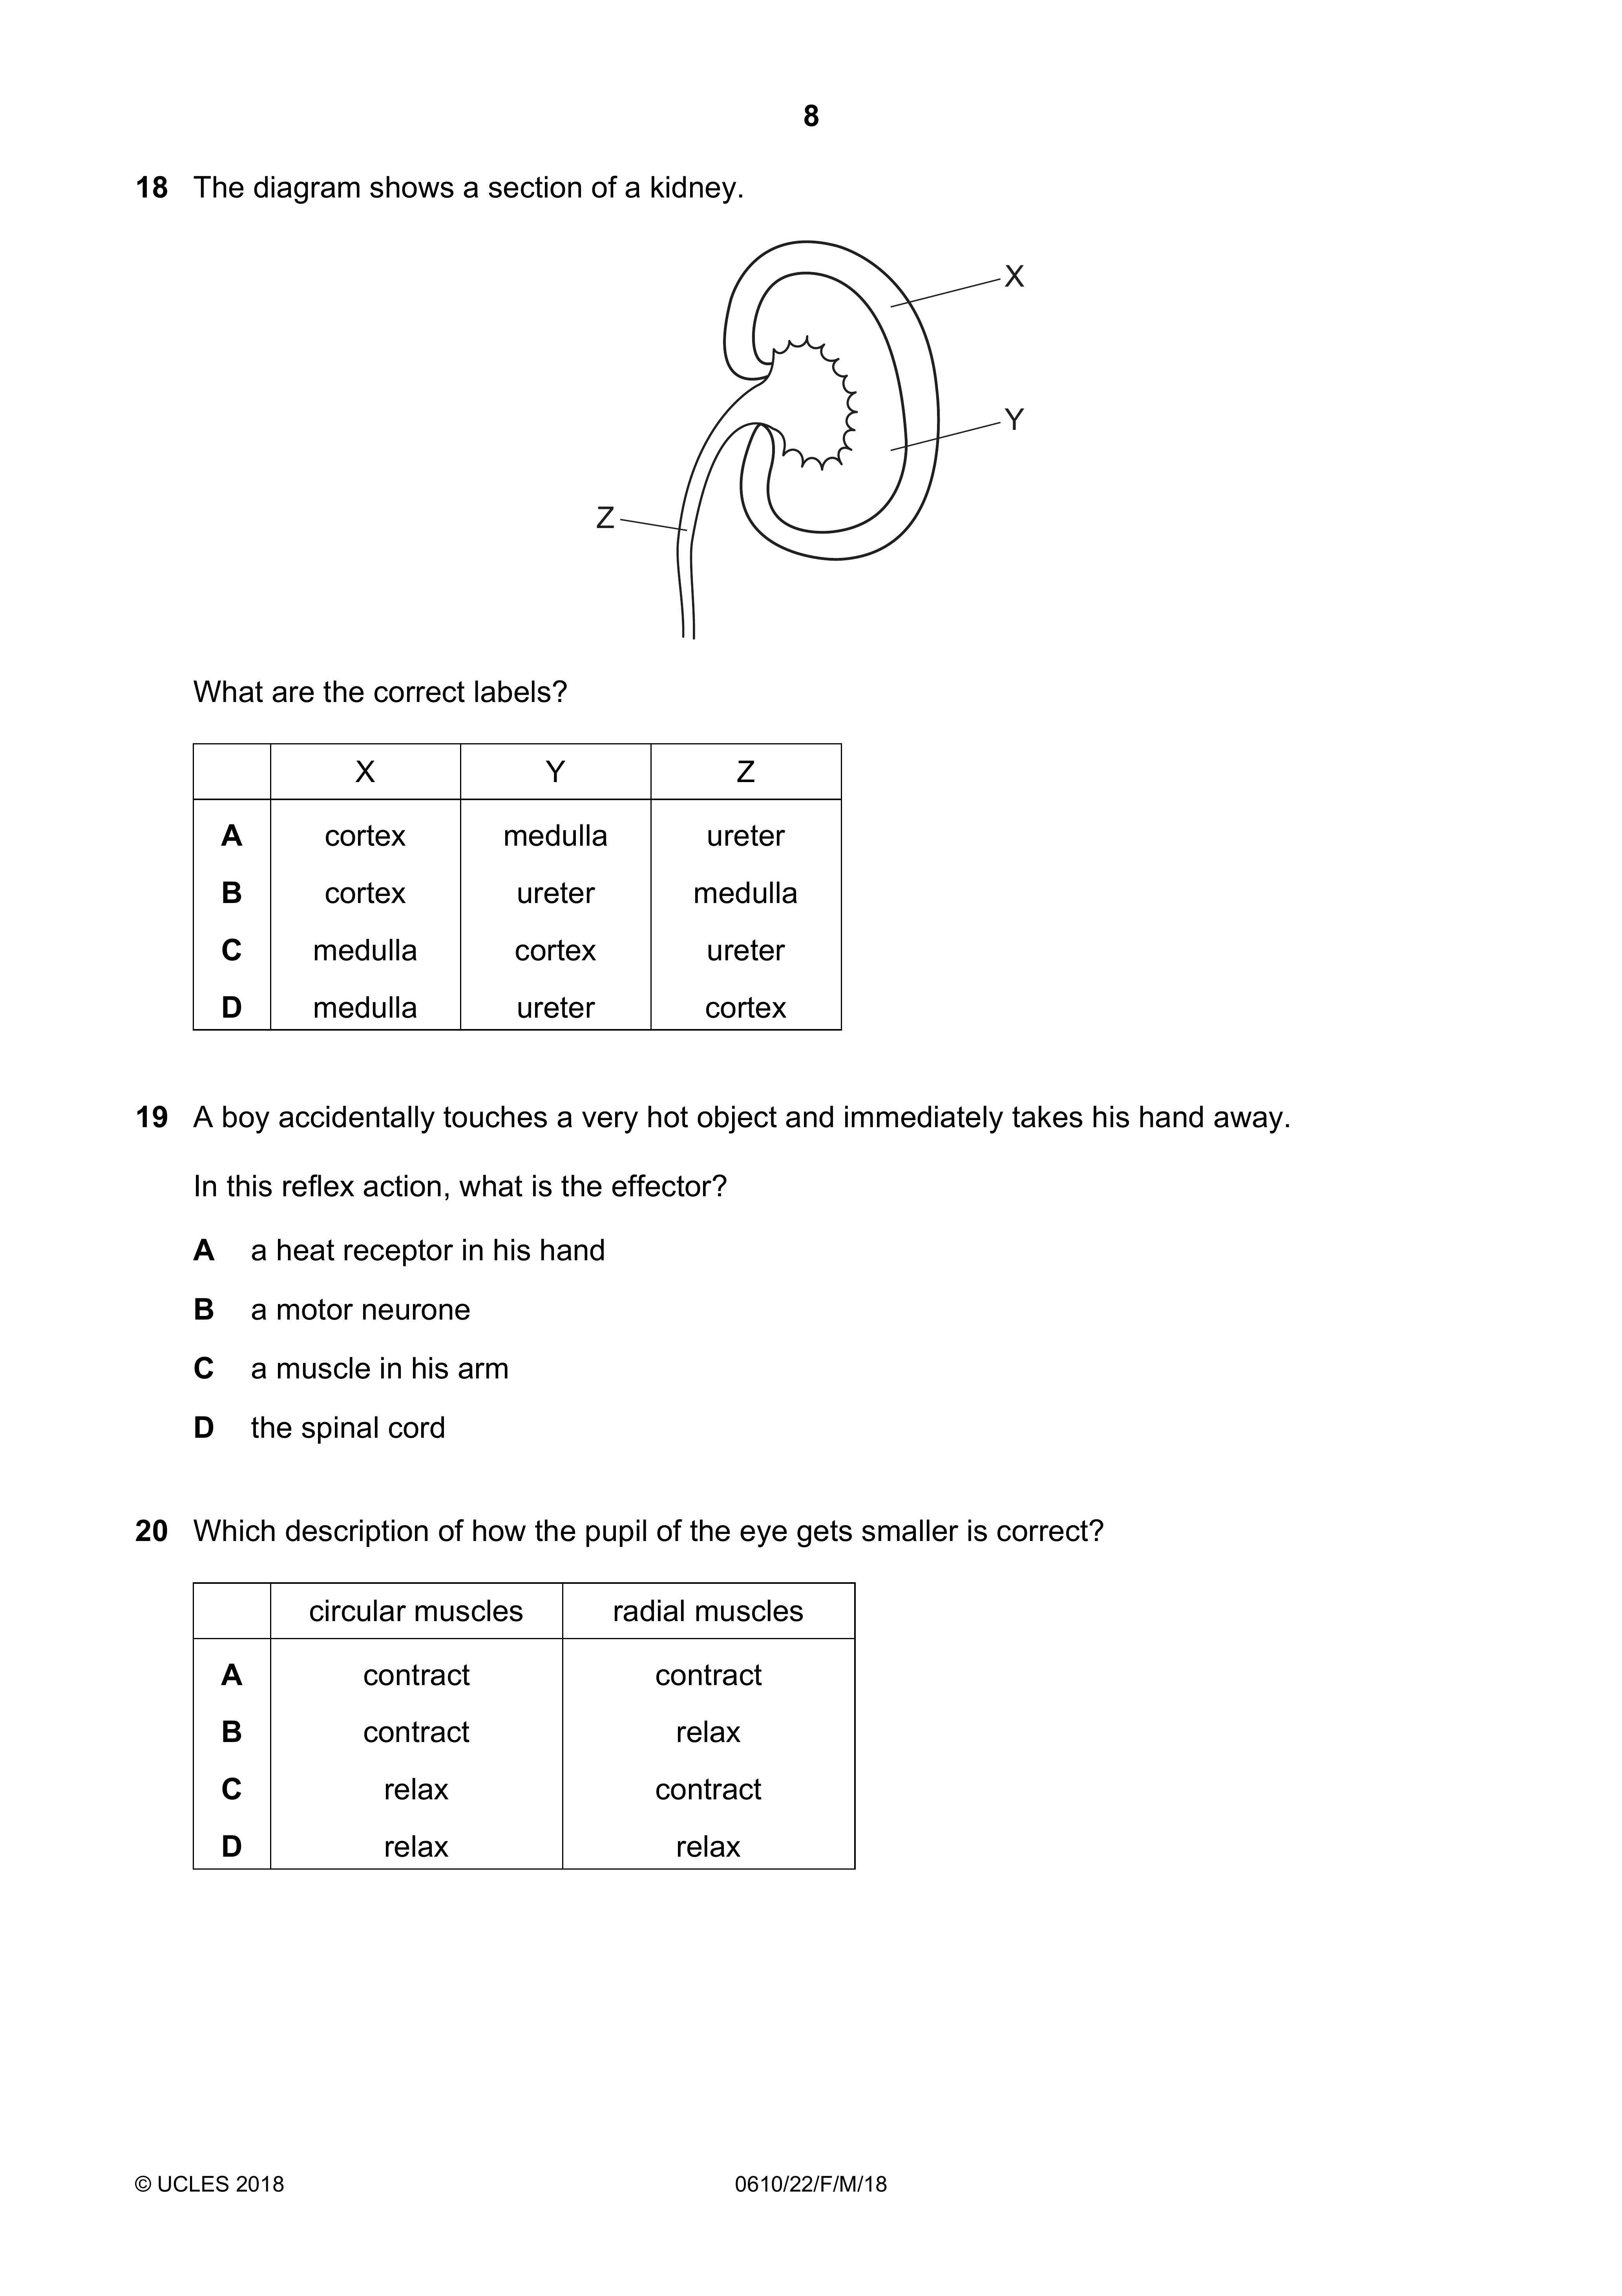 8
18 The diagram shows a section of a kidney.
X
Y
Z
What are the correct labels?
X Y Z
A cortex medulla ureter
B cortex ureter medulla
C medulla cortex ureter
D medulla ureter cortex
19 A boy accidentally touches a very hot object and immediately takes his hand away.
In this reflex action, what is the effector?
A a heat receptor in his hand
B a motor neurone
C a muscle in his arm
D the spinal cord
20 Which description of how the pupil of the eye gets smaller is correct?
circular muscles radial muscles
A contract contract
B contract relax
C relax contract
D relax relax
© UCLES 2018 0610/22/F/M/18